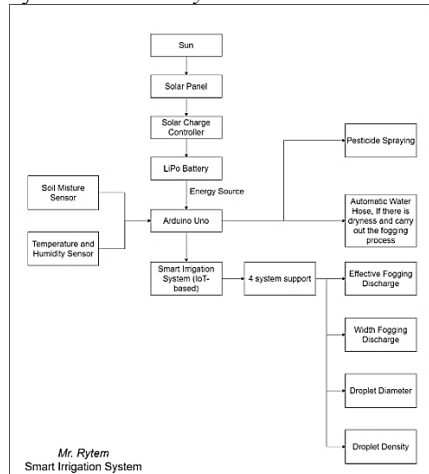 Sun
Solar Panel
Solar Charge
Controller
LiPo Battery
Energy Source
Soil Misture
Sensor
Temperature and
Humidity Sensor
Arduino Uno
Pesticide Spraying
Automatic Water
Hose, If there is
dryness and carry
out the fogging
process
Smart Irrigation
System (IoT-
based)
4 system support
Effective Fogging
Discharge
Width Fogging
Discharge
Droplet Diameter
Droplet Density
Mr. Rytem
Smart Irrigation System